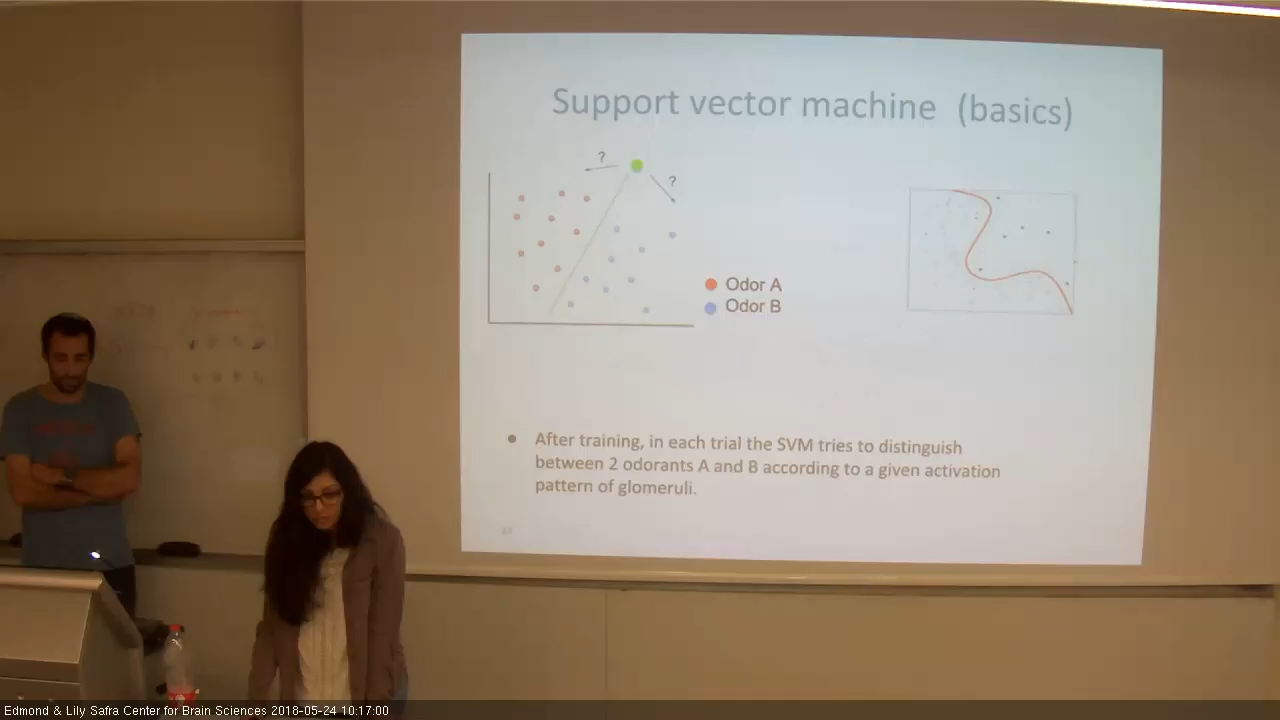 Support vector machine (basics)
?
?
Odor A
Odor B
After training, in each trial the SVM tries to distinguish
between 2 odorants A and B according to a given activation
pattern of glomeruli.
Edmond & Lily Safra Center for Brain Sciences 2018-05-24 10:17:00